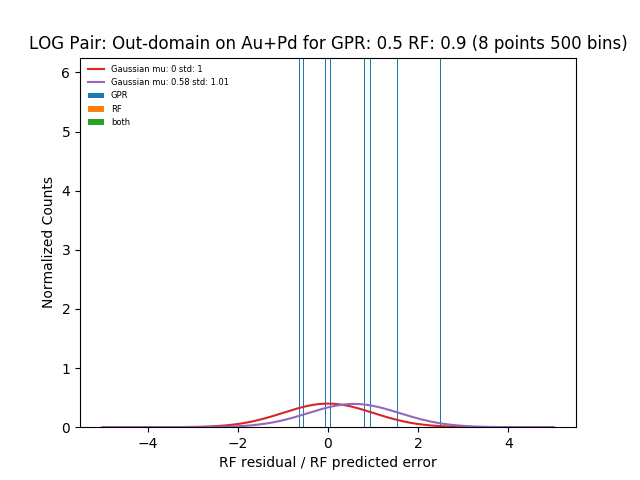 LOG Pair: Out-domain on Au+Pd for GPR: 0.5 RF: 0.9 (8 points 500 bins)
Gaussian mu: 0 std: 1
Gaussian mu: 0.58 std: 1.01
GPR
RF
both
Normalized Counts
6
5
4
3
2
1
0
−4 −2 0 2 4
RF residual / RF predicted error